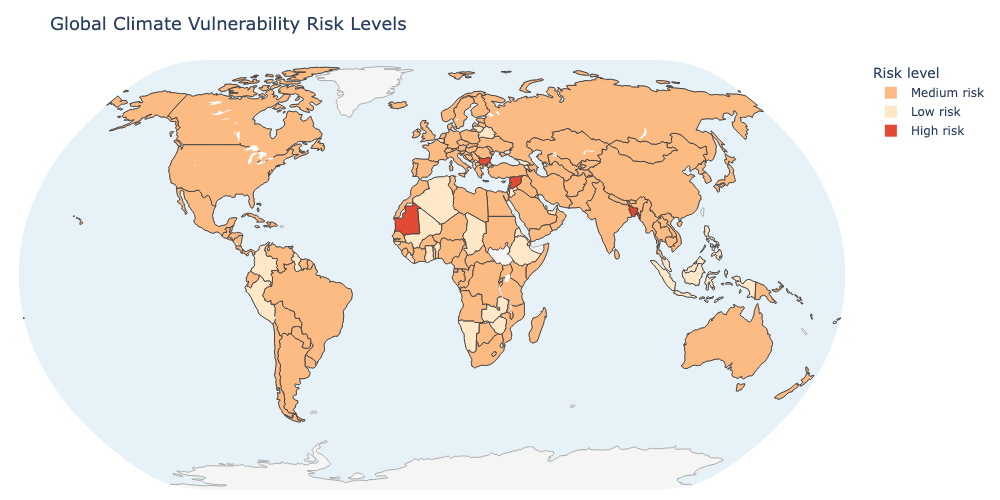 Global Climate Vulnerability Risk Levels
Risk level
Medium risk
Low risk
High risk